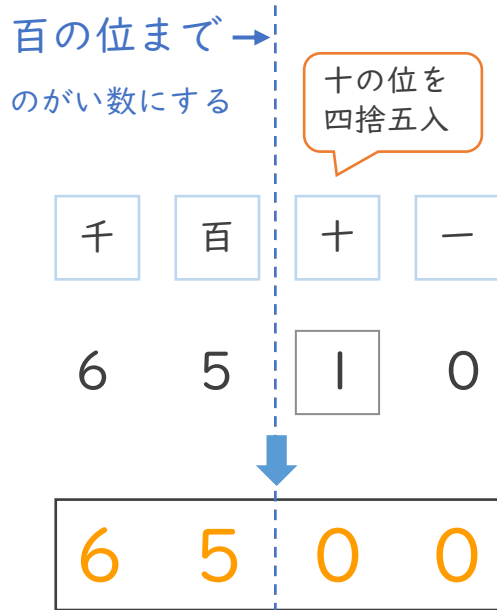 百の位まで
のがい数にする
十の位を
四捨五入
千 百 十 一
6 5 1 0
6 5 0 0